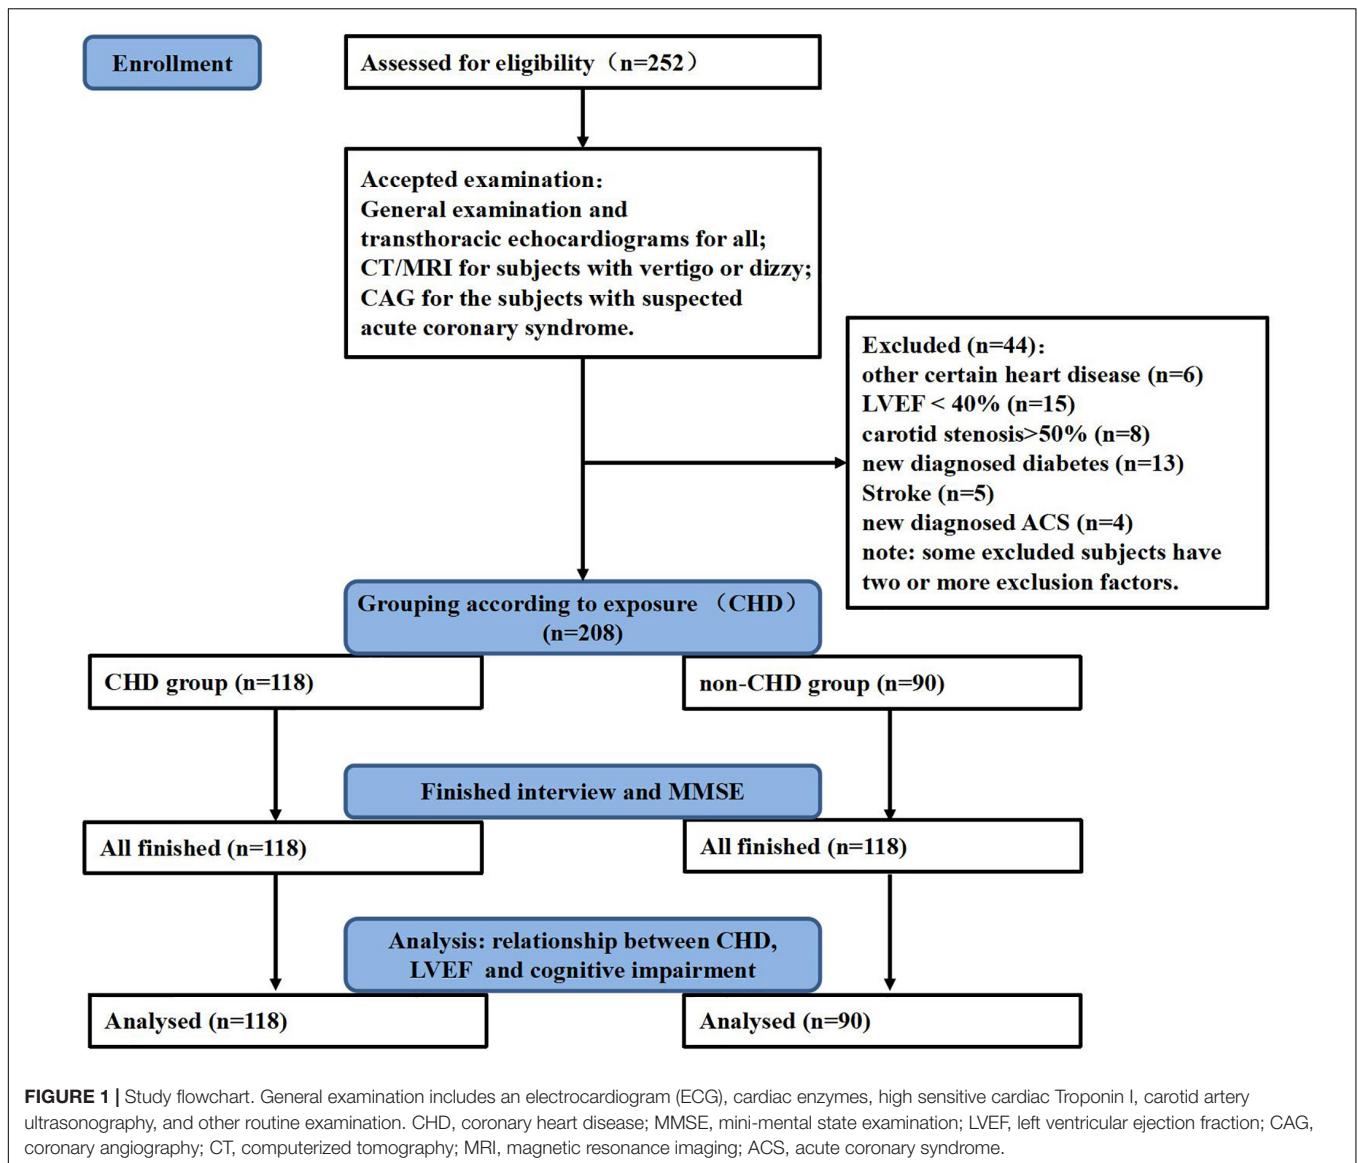 Enrollment
Assessed for eligibility（n=252）
Accepted examination：
General examination and
transthoracic echocardiograms for all;
CT/MRI for subjects with vertigo or dizzy;
CAG for the subjects with suspected
acute coronary syndrome.
Excluded (n=44)：
other certain heart disease (n=6)
LVEF < 40% (n=15)
carotid stenosis>50% (n=8)
new diagnosed diabetes (n=13)
Stroke (n=5)
new diagnosed ACS (n=4)
note: some excluded subjects have
two or more exclusion factors.
Grouping according to exposure （CHD）
(n=208)
CHD group (n=118)
non-CHD group (n=90)
Finished interview and MMSE
All finished (n=118)
All finished (n=118)
Analysis: relationship between CHD,
LVEF and cognitive impairment
Analysed (n=118)
Analysed (n=90)
FIGURE 1 | Study flowchart. General examination includes an electrocardiogram (ECG), cardiac enzymes, high sensitive cardiac Troponin I, carotid artery
ultrasonography, and other routine examination. CHD, coronary heart disease; MMSE, mini-mental state examination; LVEF, left ventricular ejection fraction; CAG,
coronary angiography; CT, computerized tomography; MRI, magnetic resonance imaging; ACS, acute coronary syndrome.